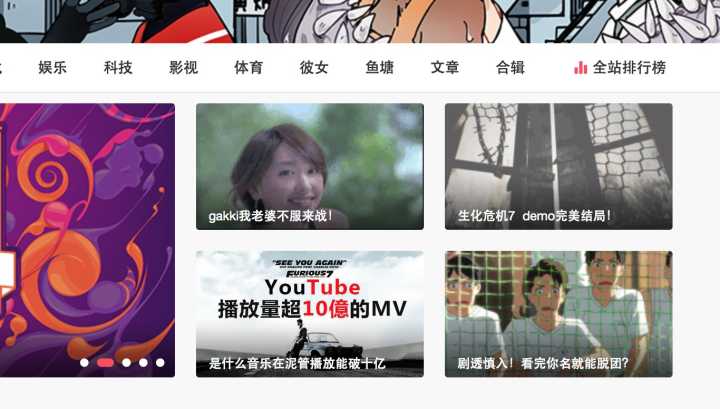 娱乐 科技 影视 体育 彼女 鱼塘 文章 合辑 全站排行榜
gakki我老婆不服来战!
生化危机7 demo完美结局!
"SEE YOU AGAIN"
FURIOUS7
YouTube
播放量超10億的MV
是什么音乐在泥管播放能破十亿
剧透慎入! 看完你名就能脱团?